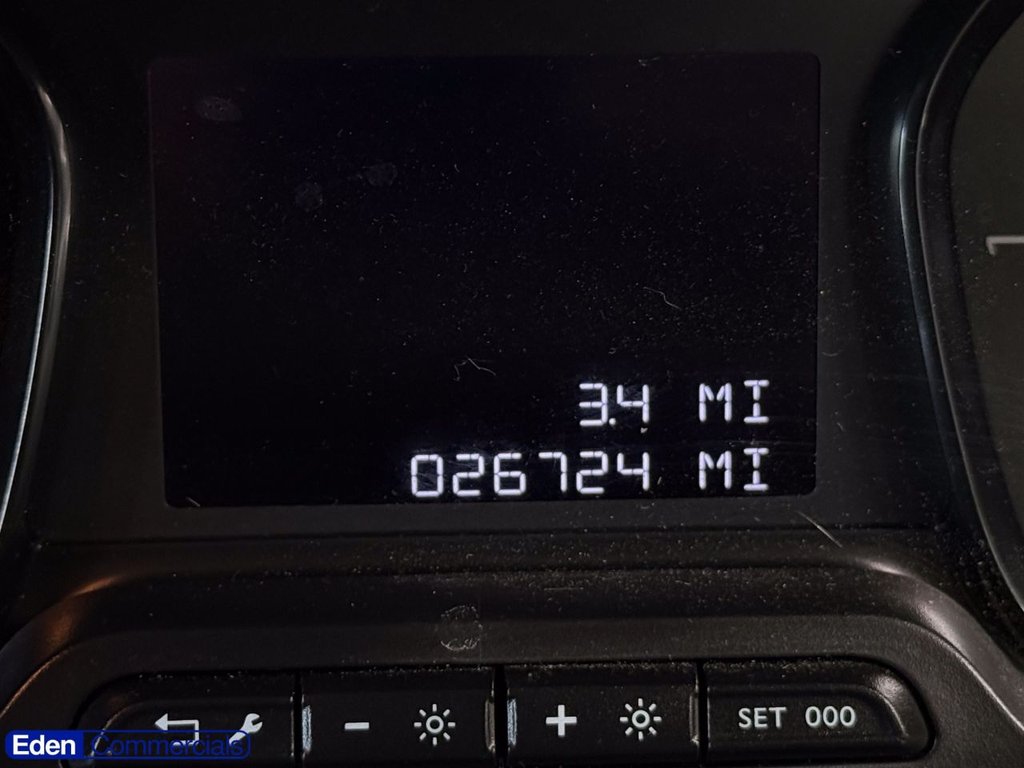 3.4 MI
026724 MI
- +
SET 000
Eden Commercials